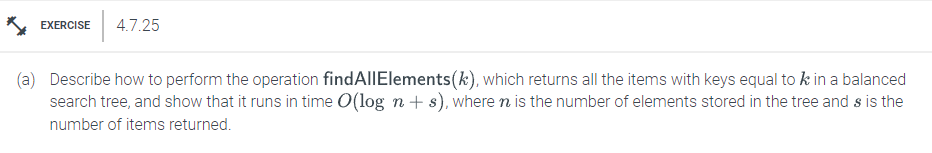 EXERCISE 4.7.25
(a) Describe how to perform the operation findAllElements(k), which returns all the items with keys equal to k in a balanced
search tree, and show that it runs in time O(log n + s), where n is the number of elements stored in the tree and s is the
number of items returned.